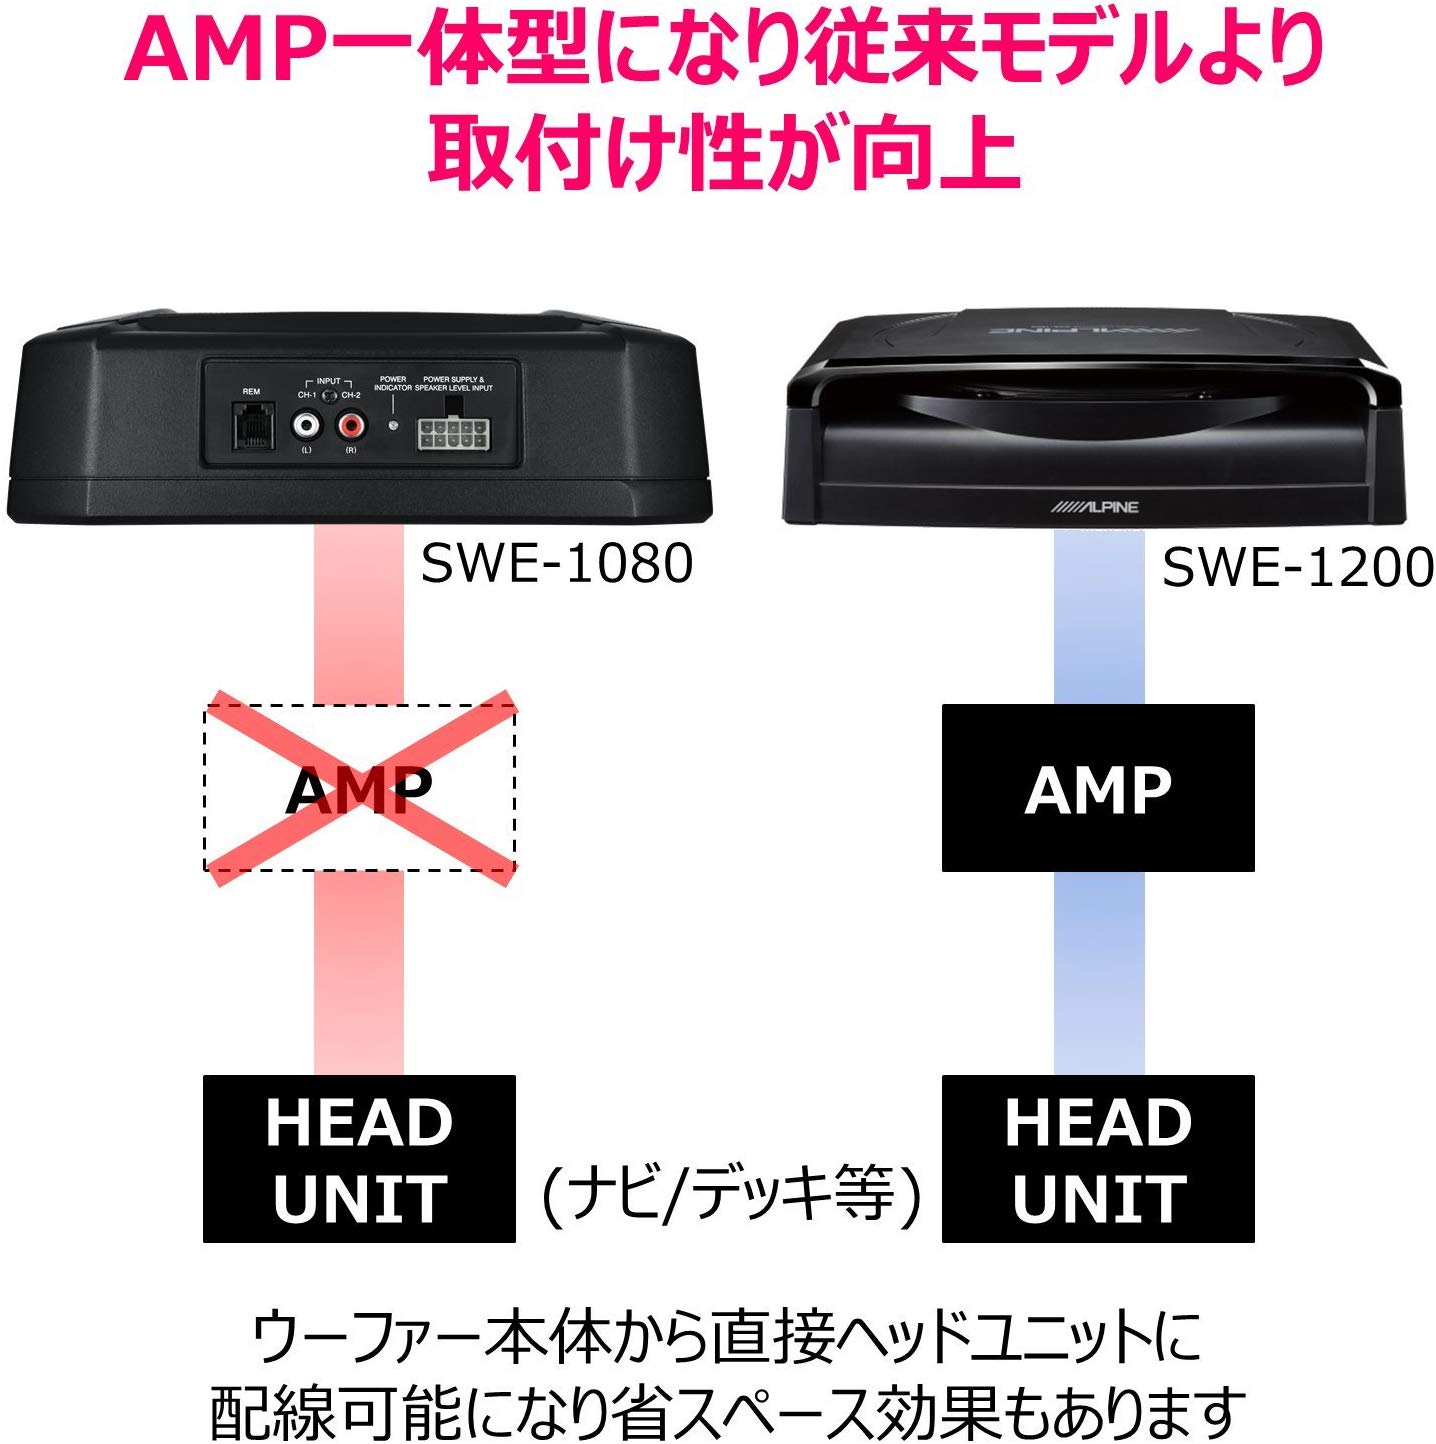 AMP一体型になり従来モデルより
取付け性が向上
REM
INPUT
CH-1 CH-2
(L) (R)
POWER INDICATOR
POWER SUPPLY & SPEAKER LEVEL INPUT
ALPINE
ALPINE
SWE-1080
SWE-1200
AMP
AMP
HEAD
UNIT
(ナビ/デッキ等)
HEAD
UNIT
ウーファー本体から直接ヘッドユニットに
配線可能になり省スペース効果もあります